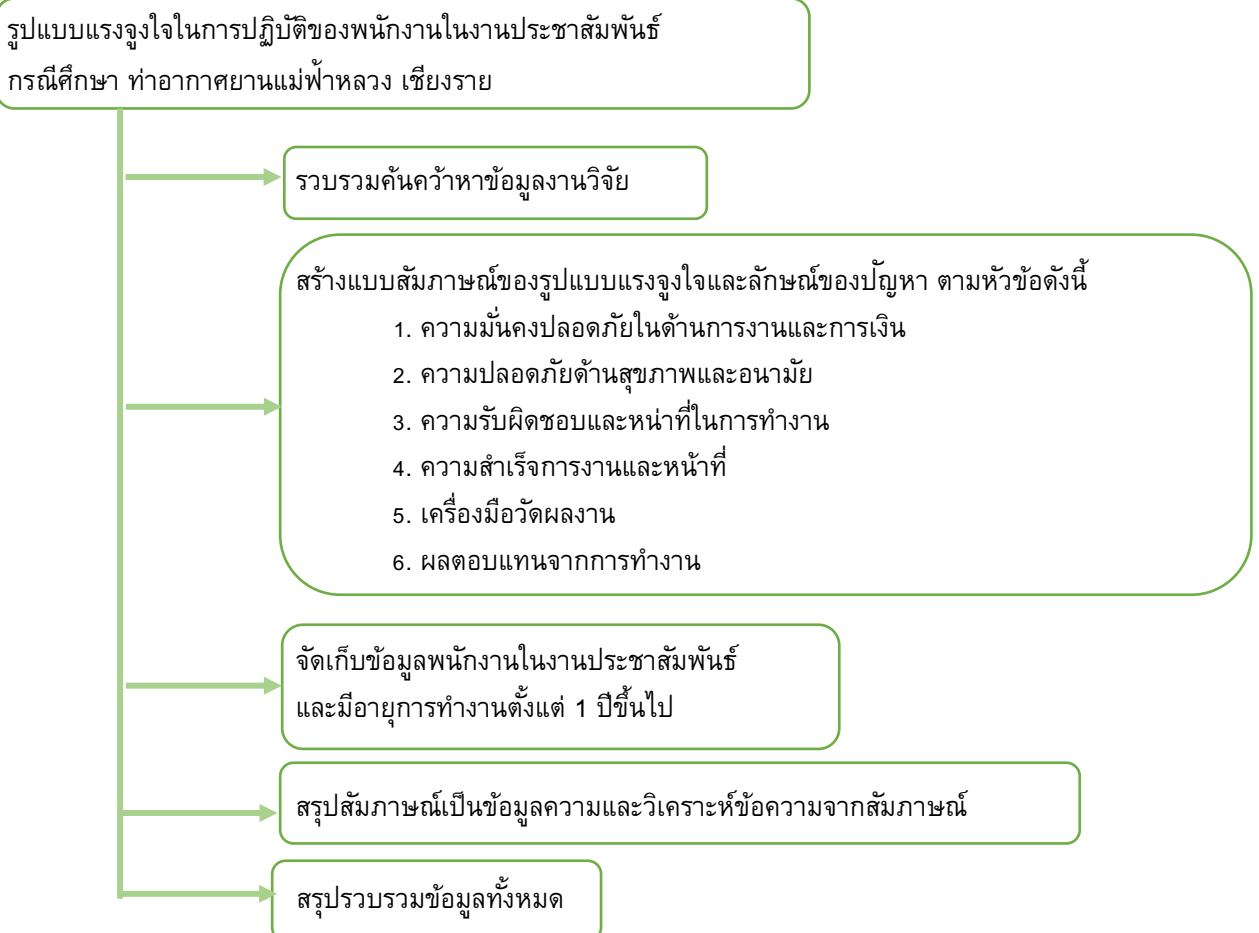 รูปแบบแรงจูงใจในการปฏิบัติของพนักงานในงานประชาสัมพันธ์
กรณีศึกษา ท่าอากาศยานแม่ฟ้าหลวง เชียงราย
รวบรวมค้นคว้าหาข้อมูลงานวิจัย
สร้างแบบสัมภาษณ์ของรูปแบบแรงจูงใจและลักษณ์ของปัญหา ตามหัวข้อดังนี้
1. ความมั่นคงปลอดภัยในด้านการงานและการเงิน
2. ความปลอดภัยด้านสุขภาพและอนามัย
3. ความรับผิดชอบและหน่าที่ในการทำงาน
4. ความสำเร็จการงานและหน้าที่
5. เครื่องมือวัดผลงาน
6. ผลตอบแทนจากการทำงาน
จัดเก็บข้อมูลพนักงานในงานประชาสัมพันธ์
และมีอายุการทำงานตั้งแต่ 1 ปีขึ้นไป
สรุปสัมภาษณ์เป็นข้อมูลความและวิเคราะห์ข้อความจากสัมภาษณ์
สรุปรวบรวมข้อมูลทั้งหมด